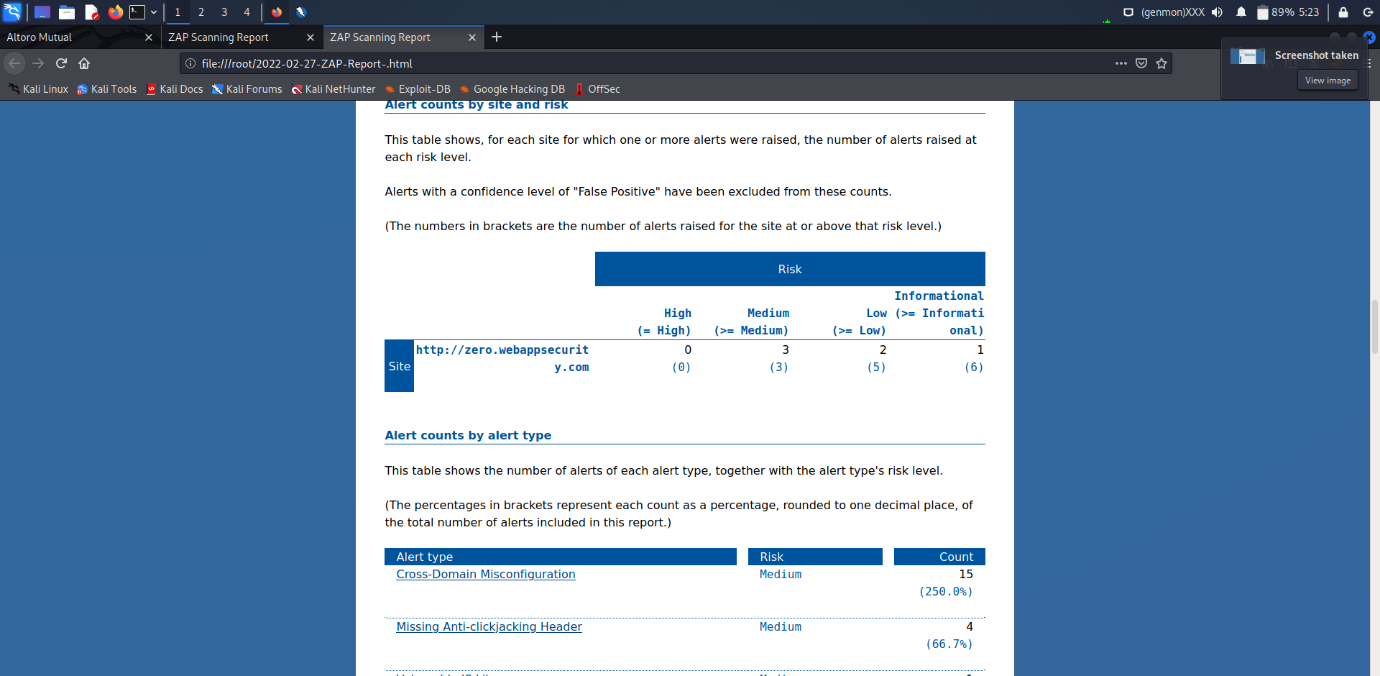 1 2 3 4 (genmon)XXX 89% 5:23
Altoro Mutual ZAP Scanning Report ZAP Scanning Report
Screenshot taken
file:///root/2022-02-27-ZAP-Report-.html
View image
Kali Linux Kali Tools Kali Docs Kali Forums Kali NetHunter Exploit-DB Google Hacking DB OffSec
Alert counts by site and risk
This table shows, for each site for which one or more alerts were raised, the number of alerts raised at
each risk level.
Alerts with a confidence level of "False Positive" have been excluded from these counts.
(The numbers in brackets are the number of alerts raised for the site at or above that risk level.)
Risk
Informational
High Medium Low (>= Informati
(= High) (>= Medium) (>= Low) onal)
http://zero.webappsecurit 0 3 2 1
Site y.com (0) (3) (5) (6)
Alert counts by alert type
This table shows the number of alerts of each alert type, together with the alert type's risk level.
(The percentages in brackets represent each count as a percentage, rounded to one decimal place, of
the total number of alerts included in this report.)
Alert type Risk Count
Cross-Domain Misconfiguration Medium 15
(250.0%)
Missing Anti-clickjacking Header Medium 4
(66.7%)